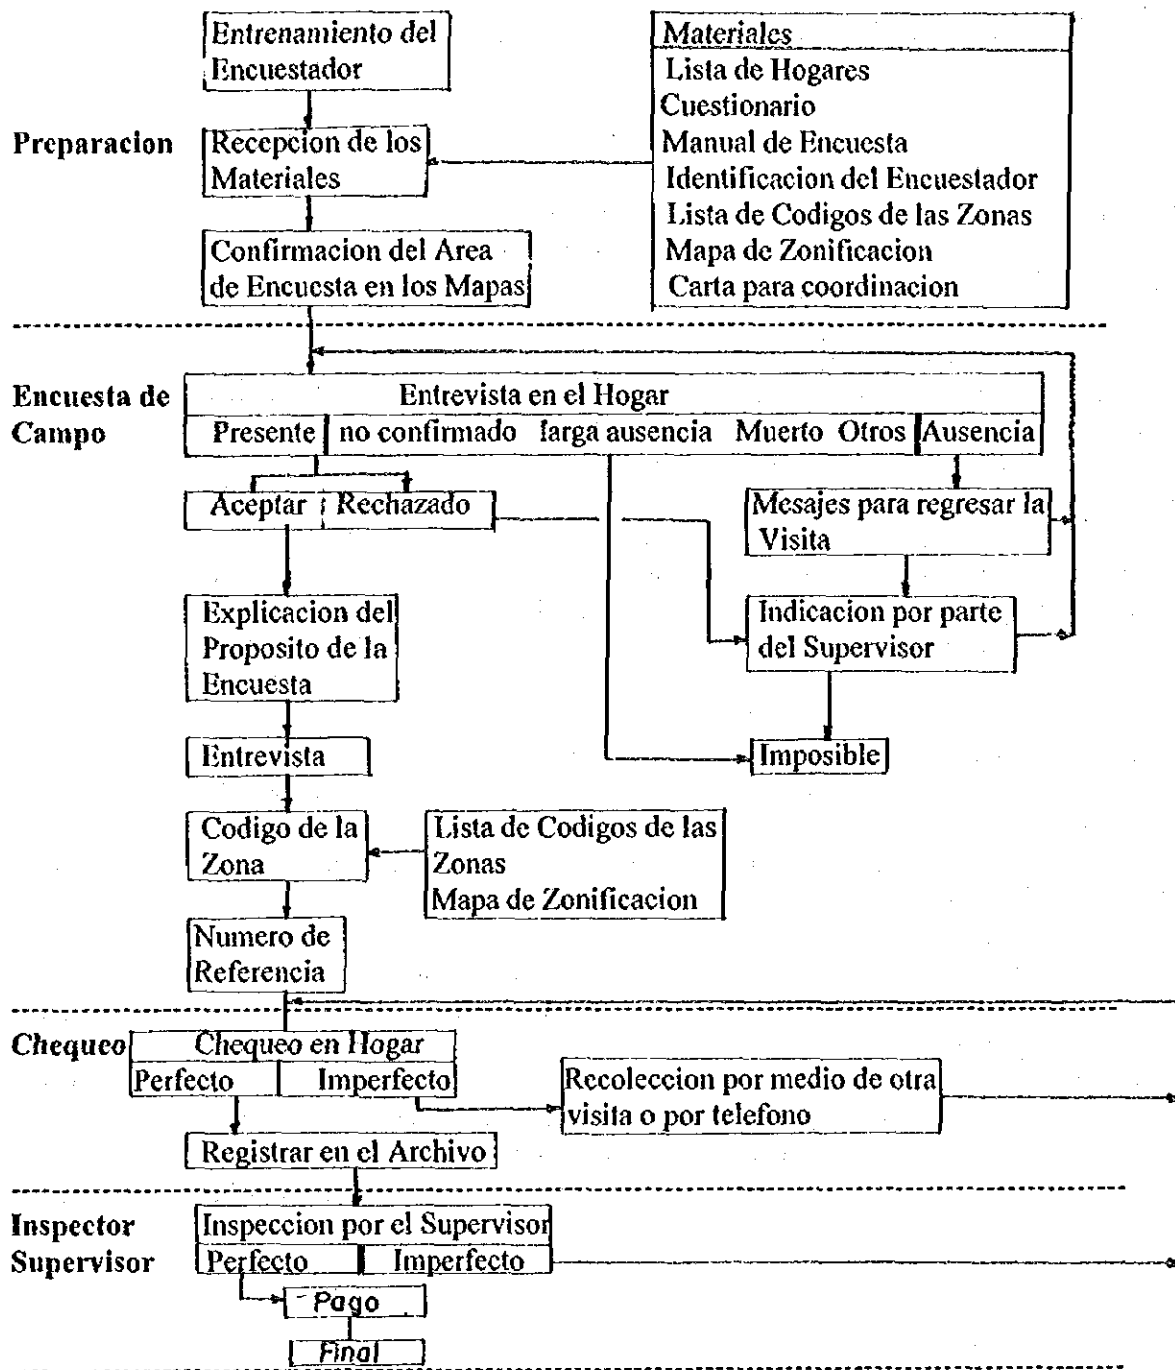 Entrenamiento del
Encuestador
Preparacion
Recepcion de los
Materiales
Confirmacion del Area
de Encuesta en los Mapas
Materiales
Lista de Hogares
Cuestionario
Manual de Encuesta
Identificacion del Encuestador
Lista de Codigos de las Zonas
Mapa de Zonificacion
Carta para coordinacion
Encuesta de
Campo
Entrevista en el Hogar
Presente no confirmado larga ausencia Muerto Otros Ausencia
Aceptar Rechazado
Mesajes para regresar la
Visita
Explicacion del
Proposito de la
Encuesta
Indicacion por parte
del Supervisor
Entrevista
Imposible
Codigo de la
Zona
Lista de Codigos de las
Zonas
Mapa de Zonificacion
Numero de
Referencia
Chequeo
Chequeo en Hogar
Perfecto Imperfecto
Recoleccion por medio de otra
visita o por telefono
Registrar en el Archivo
Inspector
Supervisor
Inspeccion por el Supervisor
Perfecto Imperfecto
Pago
Final